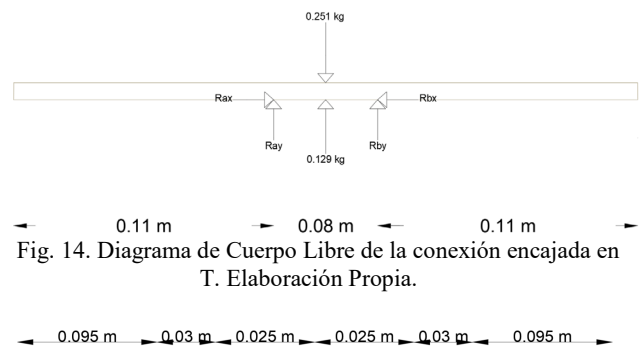 0.251 kg
Rax
Rbx
Ray
Rby
0.129 kg
0.11 m 0.08 m 0.11 m
Fig. 14. Diagrama de Cuerpo Libre de la conexión encajada en
T. Elaboración Propia.
0.095 m 0.03 m 0.025 m 0.025 m 0.03 m 0.095 m